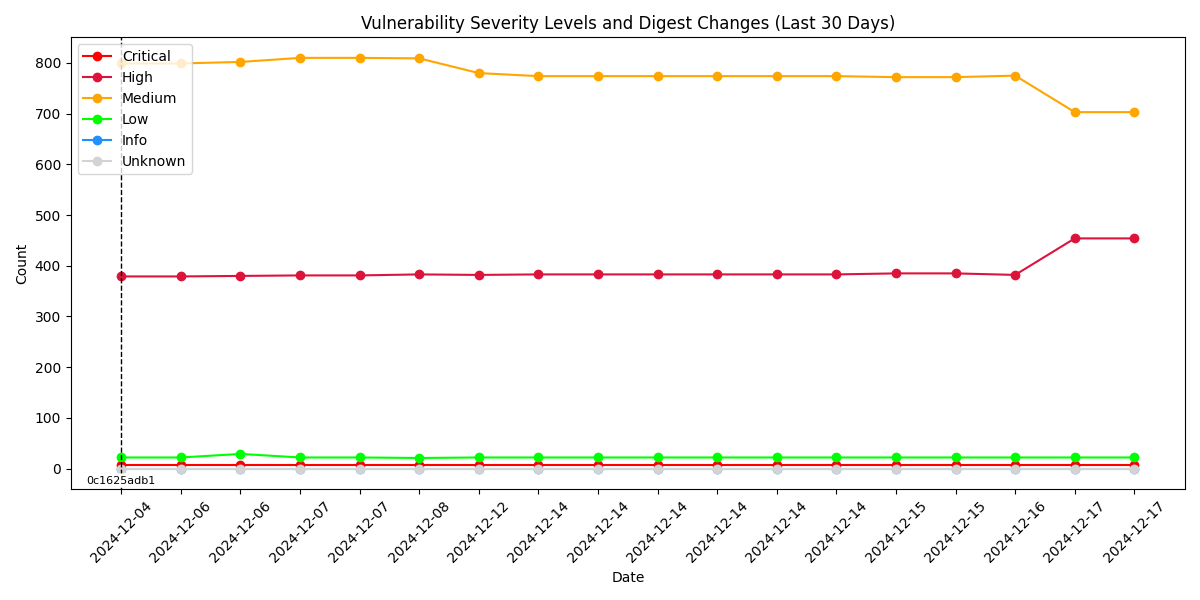 Vulnerability Severity Levels and Digest Changes (Last 30 Days)
Critical
High
Medium
Low
Info
Unknown
Count
800
700
600
500
400
300
200
100
0
0c1625adb1
2024-12-04
2024-12-06
2024-12-06
2024-12-07
2024-12-07
2024-12-08
2024-12-12
2024-12-14
2024-12-14
2024-12-14
2024-12-14
2024-12-14
2024-12-14
2024-12-15
2024-12-15
2024-12-16
2024-12-17
2024-12-17
Date